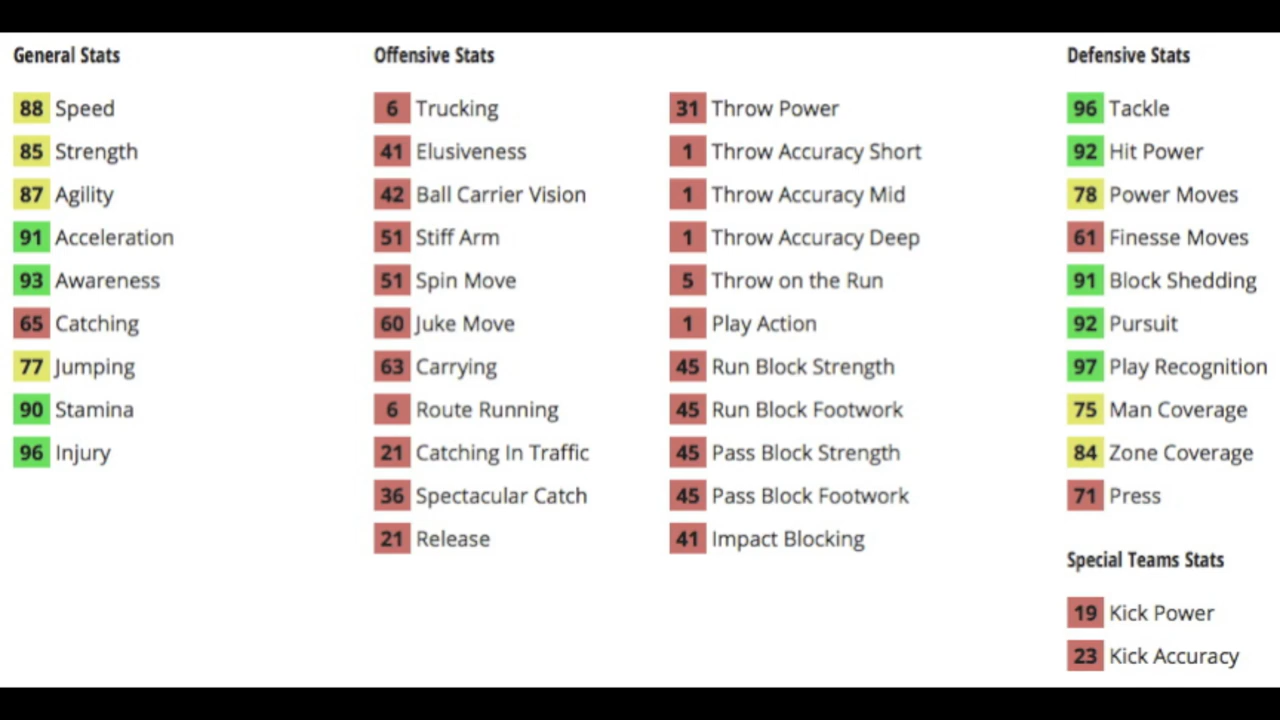 General Stats
88 Speed
85 Strength
87 Agility
91 Acceleration
93 Awareness
65 Catching
77 Jumping
90 Stamina
96 Injury
Offensive Stats
6 Trucking
41 Elusiveness
42 Ball Carrier Vision
51 Stiff Arm
51 Spin Move
60 Juke Move
63 Carrying
6 Route Running
21 Catching In Traffic
36 Spectacular Catch
21 Release
31 Throw Power
1 Throw Accuracy Short
1 Throw Accuracy Mid
1 Throw Accuracy Deep
5 Throw on the Run
1 Play Action
45 Run Block Strength
45 Run Block Footwork
45 Pass Block Strength
45 Pass Block Footwork
41 Impact Blocking
Defensive Stats
96 Tackle
92 Hit Power
78 Power Moves
61 Finesse Moves
91 Block Shedding
92 Pursuit
97 Play Recognition
75 Man Coverage
84 Zone Coverage
71 Press
Special Teams Stats
19 Kick Power
23 Kick Accuracy